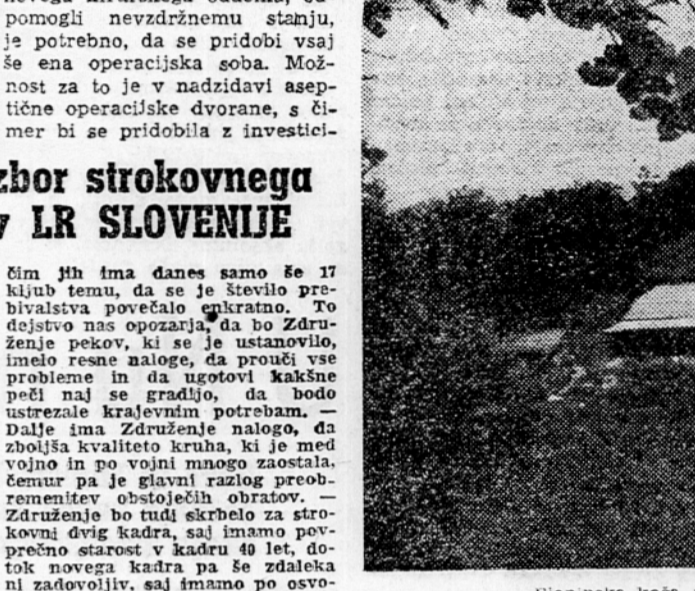 pomogli nevzdržnemu stanju,
je potrebno, da se pridobi vsaj
še ena operacijska soba. Mož-
nost za to je v nadzidavi asep-
tične operacijske dvorane, s či-
mer bi se pridobila z investici-
zbor strokovnega
v LR SLOVENIJE
čim jih ima danes samo še 17
kljub temu, da se je število pre-
bivalstva povečalo enkratno. To
dejstvo nas opozarja, da bo Zdru-
ženje pekov, ki se je ustanovilo,
imelo resne naloge, da prouči vse
probleme in da ugotovi kakšne
peči naj se gradijo, da bodo
ustrezale krajevnim potrebam. —
Dalje ima Združenje nalogo, da
zboljša kvaliteto kruha, ki je med
vojno in po vojni mnogo zaostala,
čemur pa je glavni razlog preob-
remenitev obstoječih obratov. —
Združenje bo tudi skrbelo za stro-
kovni dvig kadra, saj imamo pov-
prečno starost v kadru 40 let, do-
tok novega kadra pa še zdaleka
ni zadovoljiv, saj imamo po osvo-